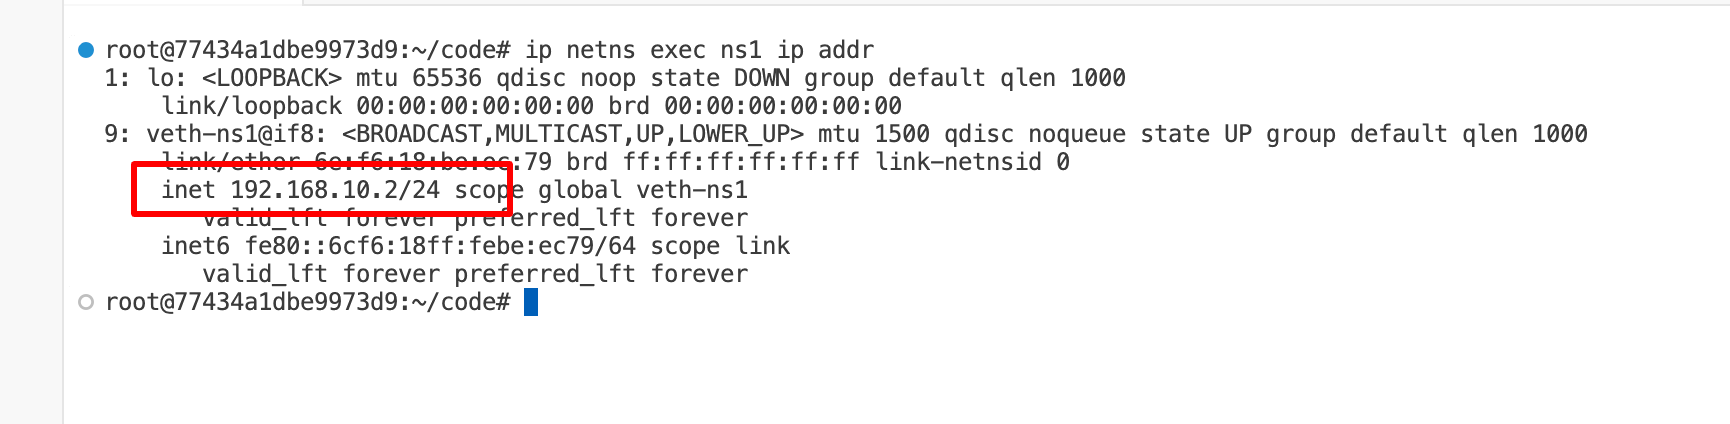 root@77434a1dbe9973d9:~/code# ip netns exec ns1 ip addr
1: lo: <LOOPBACK> mtu 65536 qdisc noop state DOWN group default qlen 1000
link/loopback 00:00:00:00:00:00 brd 00:00:00:00:00:00
9: veth-ns1@if8: <BROADCAST,MULTICAST,UP,LOWER_UP> mtu 1500 qdisc noqueue state UP group default qlen 1000
link/ether 6e:f6:18:be:ec:79 brd ff:ff:ff:ff:ff:ff link-netnsid 0
inet 192.168.10.2/24 scope global veth-ns1
valid_lft forever preferred_lft forever
inet6 fe80::6cf6:18ff:febe:ec79/64 scope link
valid_lft forever preferred_lft forever
root@77434a1dbe9973d9:~/code#